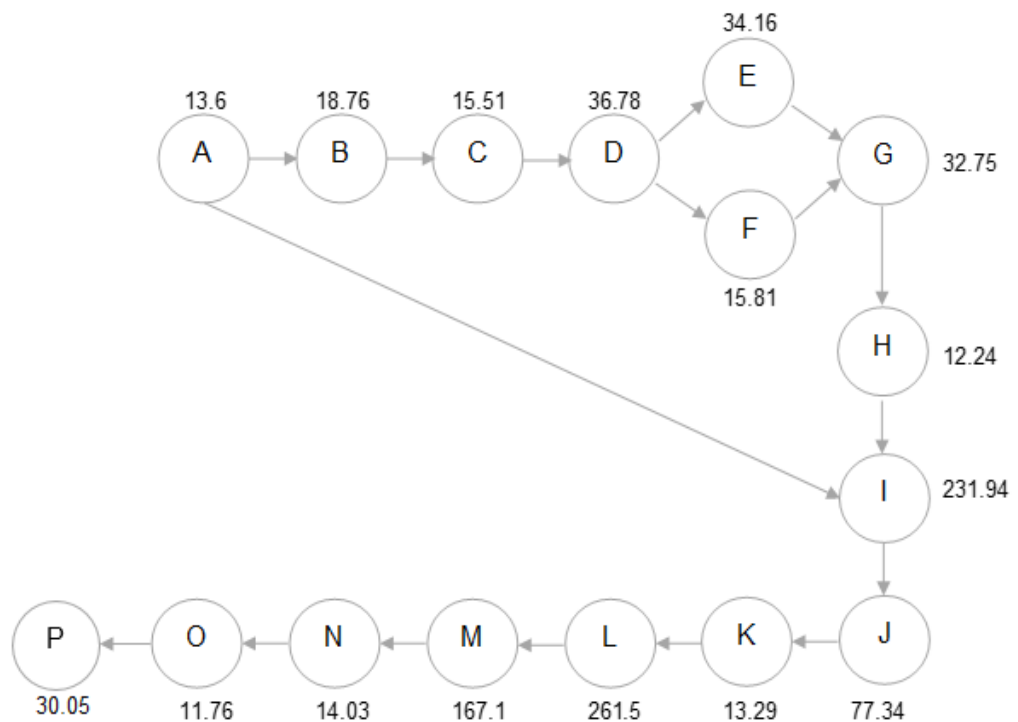 34.16
E
13.6
18.76
15.51
36.78
A
B
C
D
G
32.75
F
15.81
H
12.24
I
231.94
P
O
N
M
L
K
J
30.05
11.76
14.03
167.1
261.5
13.29
77.34